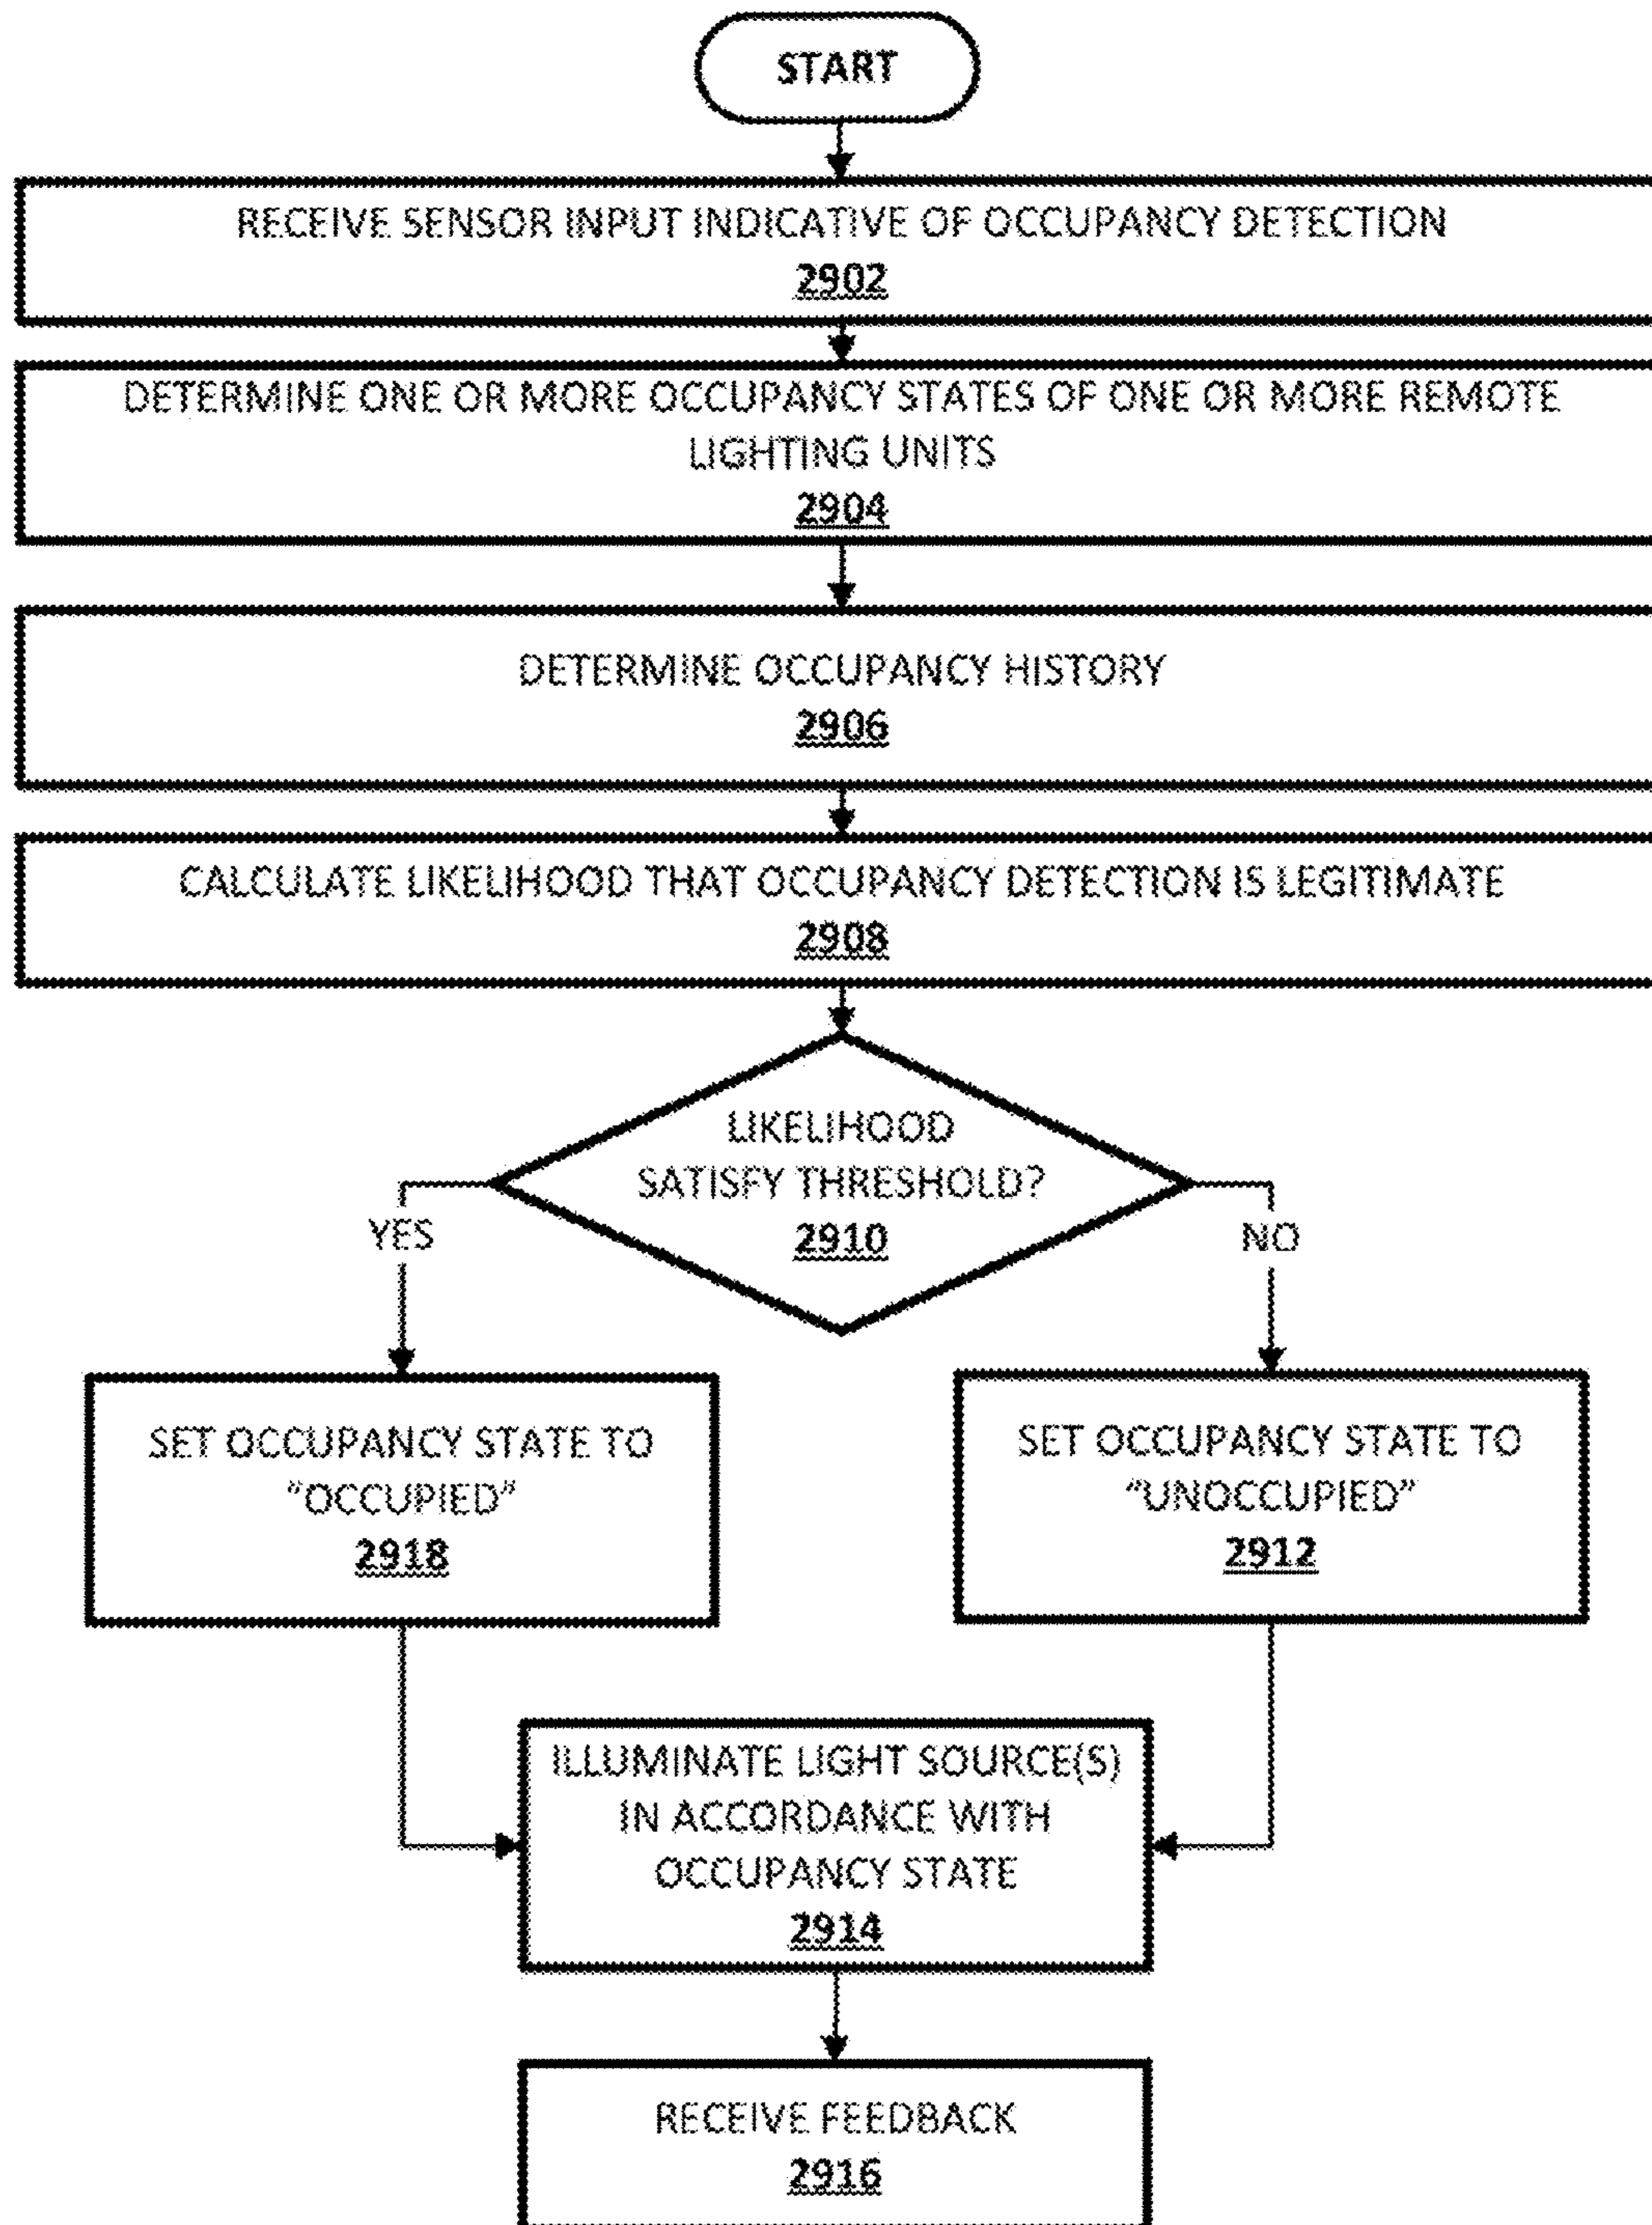 START
RECEIVE SENSOR INPUT INDICATIVE OF OCCUPANCY DETECTION
2902
DETERMINE ONE OR MORE OCCUPANCY STATES OF ONE OR MORE REMOTE
LIGHTING UNITS
2904
DETERMINE OCCUPANCY HISTORY
2906
CALCULATE LIKELIHOOD THAT OCCUPANCY DETECTION IS LEGITIMATE
2908
LIKELIHOOD
SATISFY THRESHOLD?
2910
YES
NO
SET OCCUPANCY STATE TO
"OCCUPIED"
2918
SET OCCUPANCY STATE TO
"UNOCCUPIED"
2912
ILLUMINATE LIGHT SOURCE(S)
IN ACCORDANCE WITH
OCCUPANCY STATE
2914
RECEIVE FEEDBACK
2916